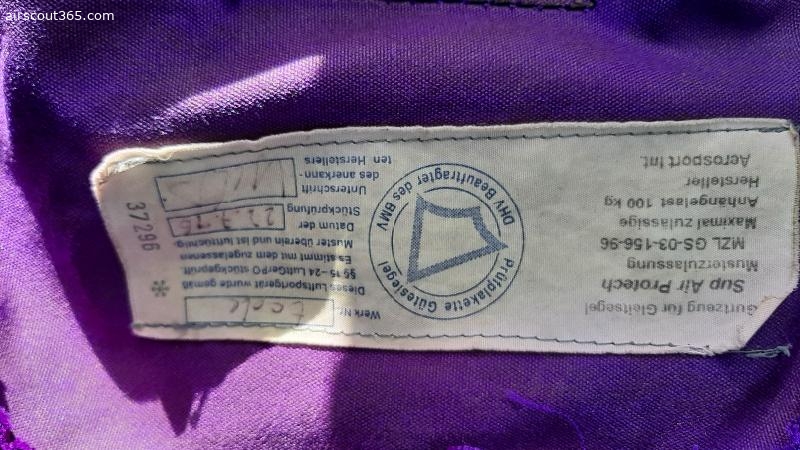 airscout365.com
Gurtzeug für Gleitsegel
Sup Air Protech
Musterzulassung
MZL GS-03-156-96
Maximal zulässige
Anhängelast 100 kg
Hersteller
Aerosport Int.
Prüfplakette Gütesiegel
DHV Beauftragter des BMV
Werk Nr.
Dieses Luftsportgerät wurde gemäß
§§ 15-24 LuftGerPO stückgeprüft.
Es stimmt mit dem zugelassenen
Muster überein und ist lufttüchtig.
Datum der
Stückprüfung
Unterschrift
des anerkann-
ten Herstellers
37296